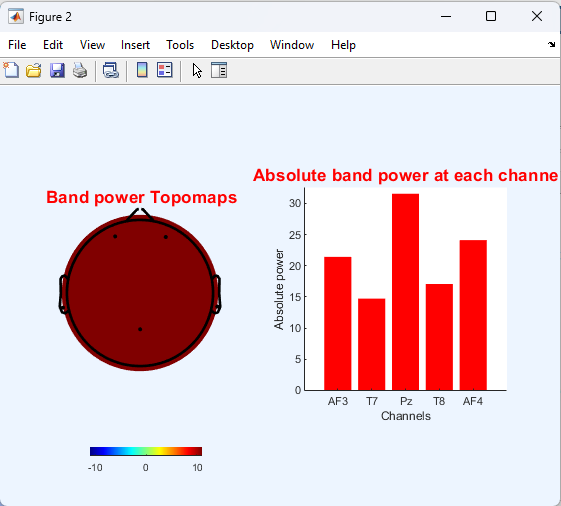 Figure 2
File Edit View Insert Tools Desktop Window Help
Band power Topomaps
-10 0 10
Absolute band power at each channe
Absolute power
30
25
20
15
10
5
0
AF3 T7 Pz T8 AF4
Channels